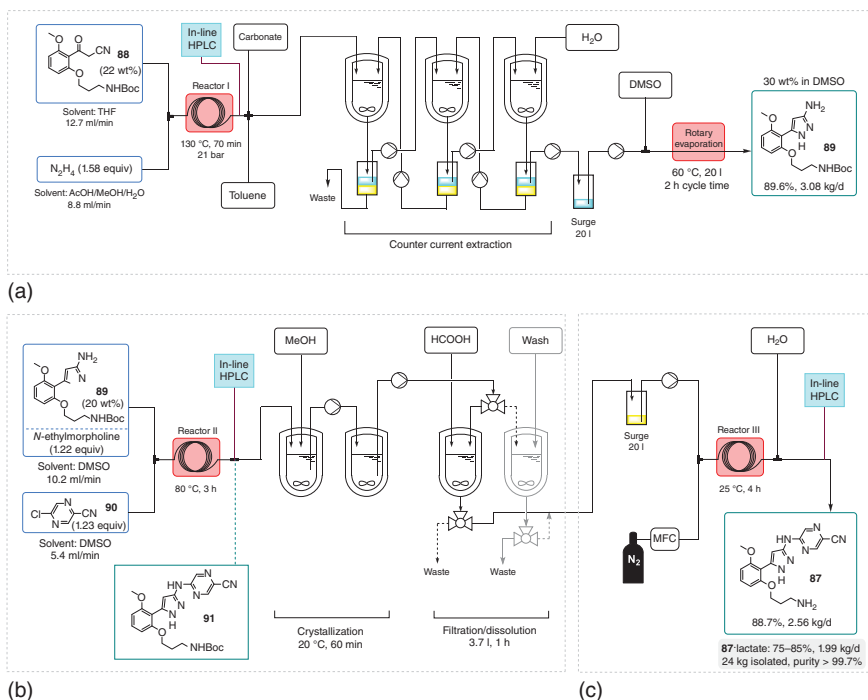 O
O
CN
88
(22 wt%)
O
NHBoc
Solvent: THF
12.7 ml/min
N₂H₄ (1.58 equiv)
Solvent: AcOH/MeOH/H₂O
8.8 ml/min
In-line
HPLC
Reactor I
130 °C, 70 min
21 bar
Carbonate
Toluene
H₂O
Waste
Counter current extraction
Surge
20 l
DMSO
Rotary
evaporation
60 °C, 20 l
2 h cycle time
30 wt% in DMSO
NH₂
O
N
N
H
O
89
NHBoc
89.6%, 3.08 kg/d
(a)
NH₂
O
N
N
H
O
89
(20 wt%)
NHBoc
N-ethylmorpholine
(1.22 equiv)
Solvent: DMSO
10.2 ml/min
N
Cl
N
CN
90
(1.23 equiv)
Solvent: DMSO
5.4 ml/min
In-line
HPLC
Reactor II
80 °C, 3 h
HN
N
N
CN
O
N
N
H
O
91
NHBoc
MeOH
Crystallization
20 °C, 60 min
HCOOH
Wash
Waste
Waste
Filtration/dissolution
3.7 l, 1 h
(b)
Surge
20 l
N₂
MFC
Reactor III
25 °C, 4 h
H₂O
In-line
HPLC
HN
N
N
CN
O
N
N
H
O
87
NH₂
88.7%, 2.56 kg/d
87·lactate: 75–85%, 1.99 kg/d
24 kg isolated, purity > 99.7%
(c)